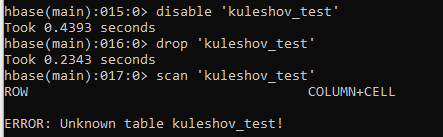 hbase(main):015:0> disable 'kuleshov_test'
Took 0.4393 seconds
hbase(main):016:0> drop 'kuleshov_test'
Took 0.2343 seconds
hbase(main):017:0> scan 'kuleshov_test'
ROW COLUMN+CELL
ERROR: Unknown table kuleshov_test!